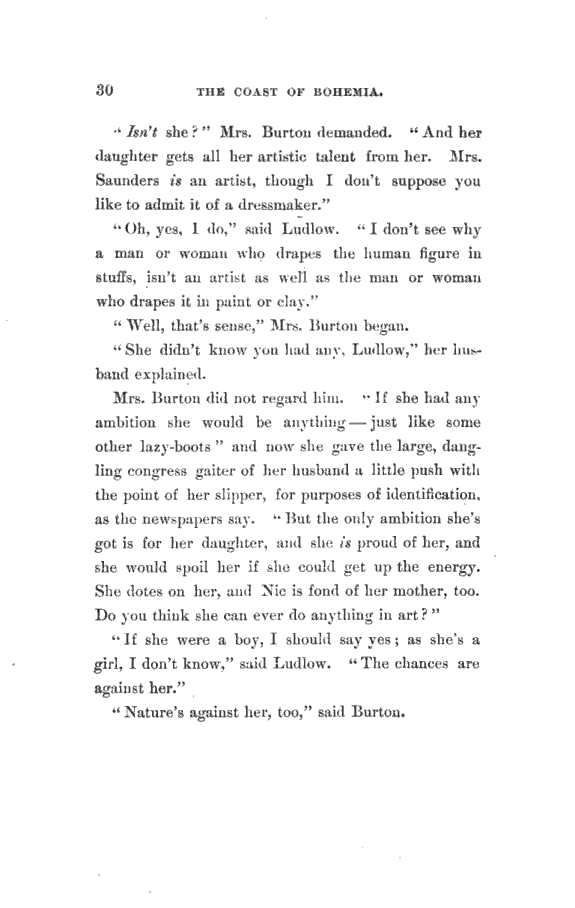 30 THE COAST OF BOHEMIA.
"Isn't she?" Mrs. Burton demanded. "And her
daughter gets all her artistic talent from her. Mrs.
Saunders is an artist, though I don't suppose you
like to admit it of a dressmaker."
"Oh, yes, I do," said Ludlow. "I don't see why
a man or woman who drapes the human figure in
stuffs, isn't an artist as well as the man or woman
who drapes it in paint or clay."
"Well, that's sense," Mrs. Burton began.
"She didn't know you had any, Ludlow," her hus-
band explained.
Mrs. Burton did not regard him. "If she had any
ambition she would be anything—just like some
other lazy-boots" and now she gave the large, dang-
ling congress gaiter of her husband a little push with
the point of her slipper, for purposes of identification,
as the newspapers say. "But the only ambition she's
got is for her daughter, and she is proud of her, and
she would spoil her if she could get up the energy.
She dotes on her, and Nie is fond of her mother, too.
Do you think she can ever do anything in art?"
"If she were a boy, I should say yes; as she's a
girl, I don't know," said Ludlow. "The chances are
against her."
"Nature's against her, too," said Burton.